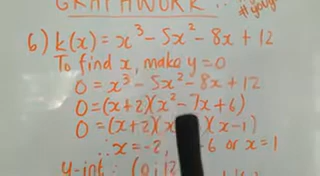 GRAPHWORK :.
6) k(x) = x³ - 5x² - 8x + 12
To find x, make y = 0
0 = x³ - 5x² - 8x + 12
0 = (x+2)(x² - 7x + 6)
0 = (x+2)(x )(x-1)
∴ x = -2, 6 or x = 1
y-int: (0;12